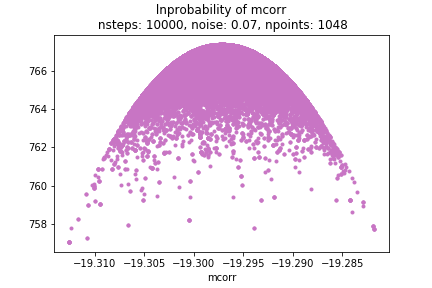 lnprobability of mcorr
nsteps: 10000, noise: 0.07, npoints: 1048
766
764
762
760
758
−19.310 −19.305 −19.300 −19.295 −19.290 −19.285
mcorr